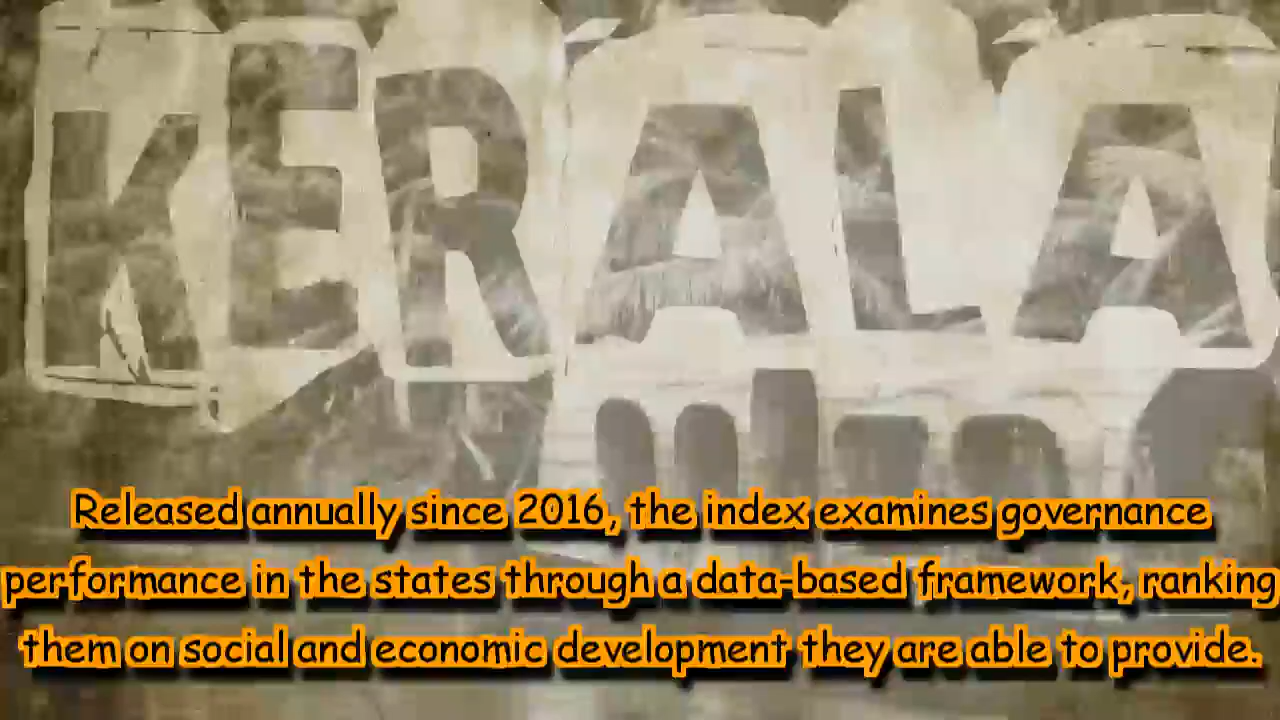 KERALA
Released annually since 2016, the index examines governance
performance in the states through a data-based framework, ranking
them on social and economic development they are able to provide.